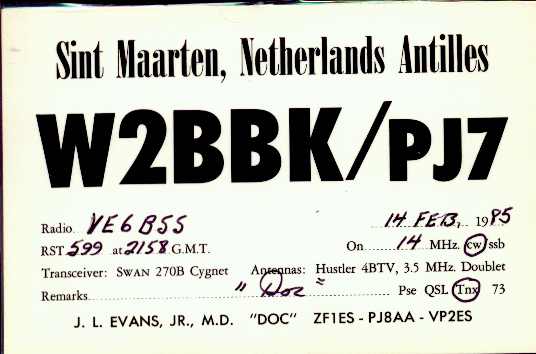 Sint Maarten, Netherlands Antilles
W2BBK/PJ7
Radio VE6BSS 14 FEB, 1985
RST 599 at 2158 G.M.T. On 14 MHz. cw ssb
Transceiver: SWAN 270B Cygnet Antennas: Hustler 4BTV, 3.5 MHz. Doublet
Remarks " Doc " Pse QSL Tnx 73
J. L. EVANS, JR., M.D. "DOC" ZF1ES - PJ8AA - VP2ES